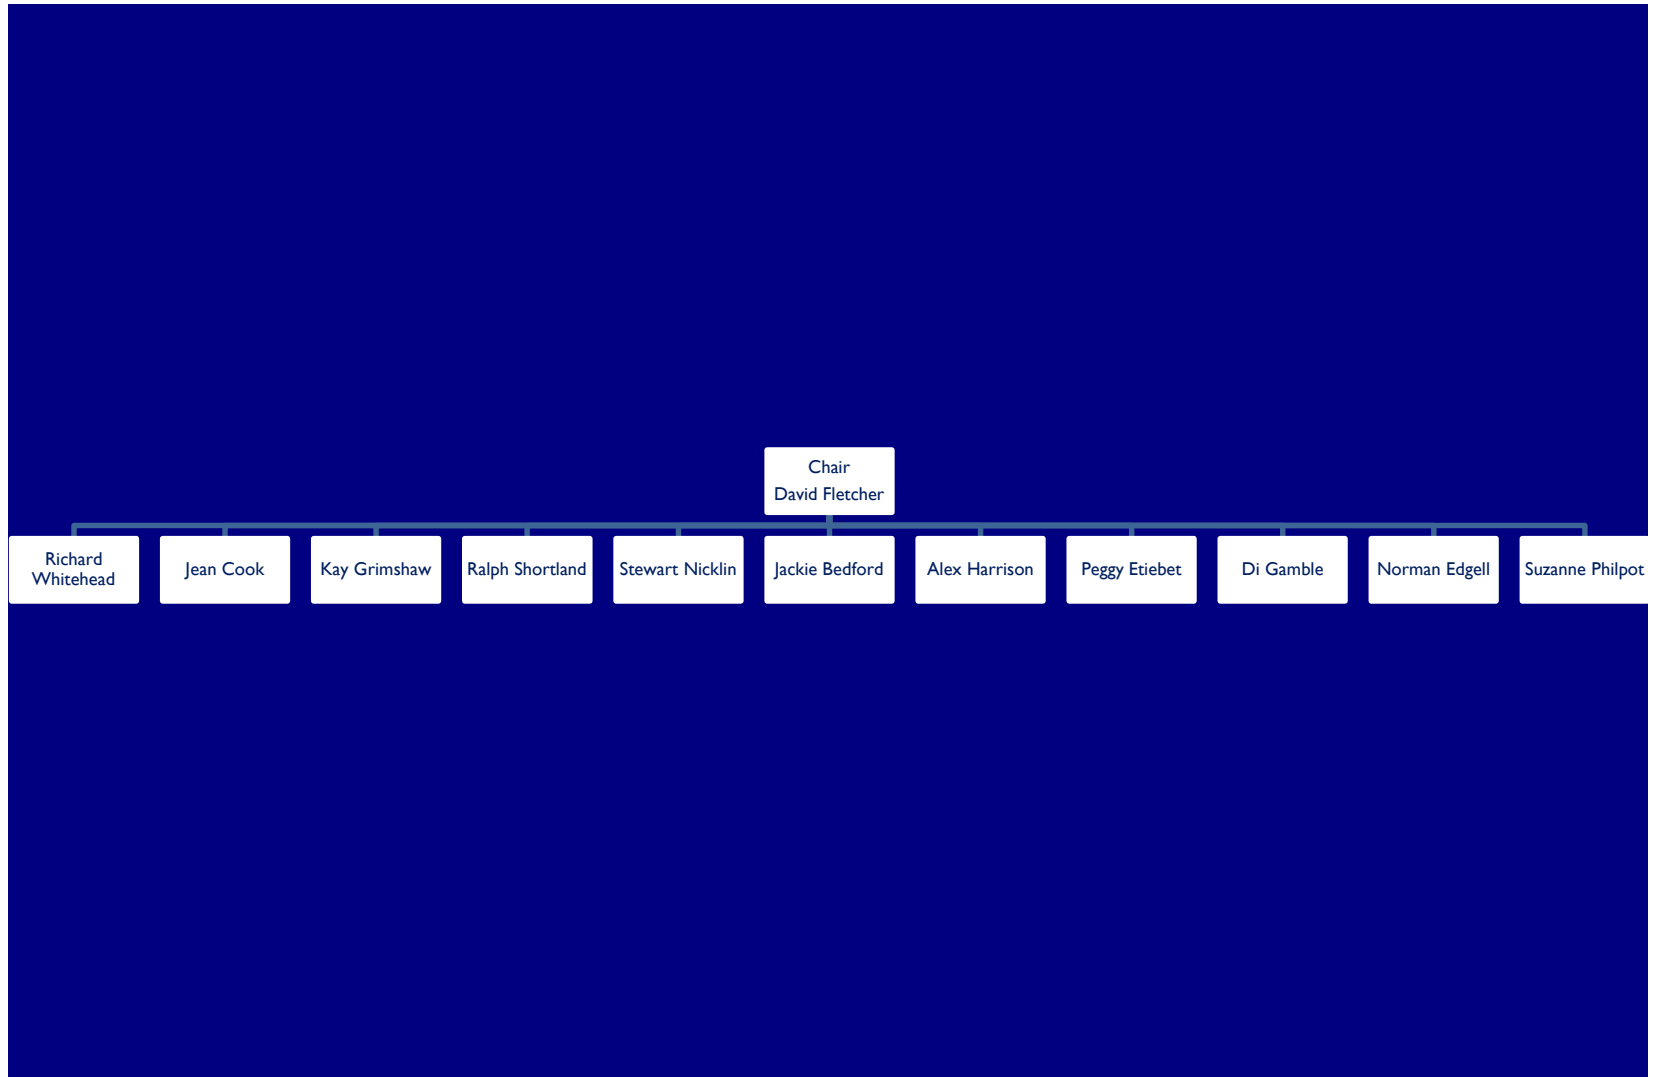 Chair
David Fletcher
Richard
Whitehead
Jean Cook
Kay Grimshaw
Ralph Shortland
Stewart Nicklin
Jackie Bedford
Alex Harrison
Peggy Etiebet
Di Gamble
Norman Edgell
Suzanne Philpot